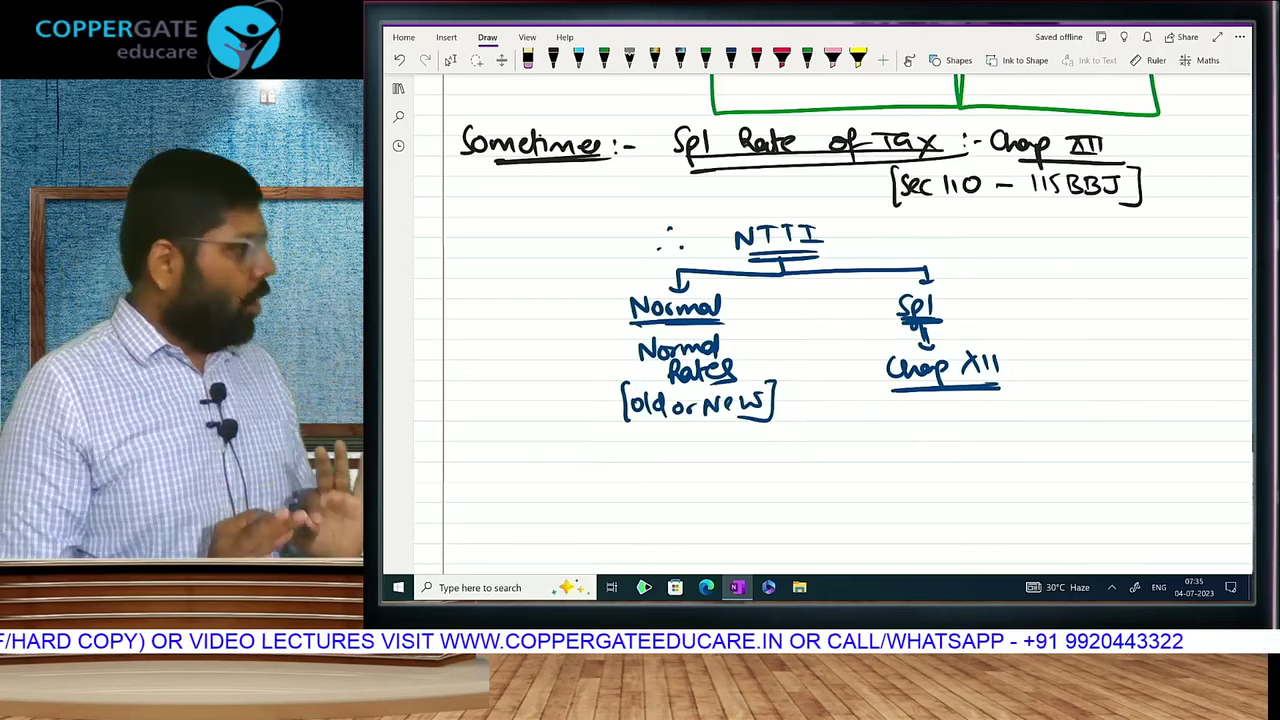 COPPERGATE
educare
Home Insert Draw View Help
Saved offline
Share
Shapes
Ink to Shape
Ink to Text
Ruler
Maths
Sometimes:- Spl Rate of Tax :- Chap XII
[Sec 110 - 115BBJ]
∴ NTTI
Normal Spl
Normal
Rates
Chap XII
[Old or New]
Type here to search
30°C Haze
ENG
07:35
04-07-2023
F/HARD COPY) OR VIDEO LECTURES VISIT WWW.COPPERGATEEDUCARE.IN OR CALL/WHATSAPP - +91 9920443322